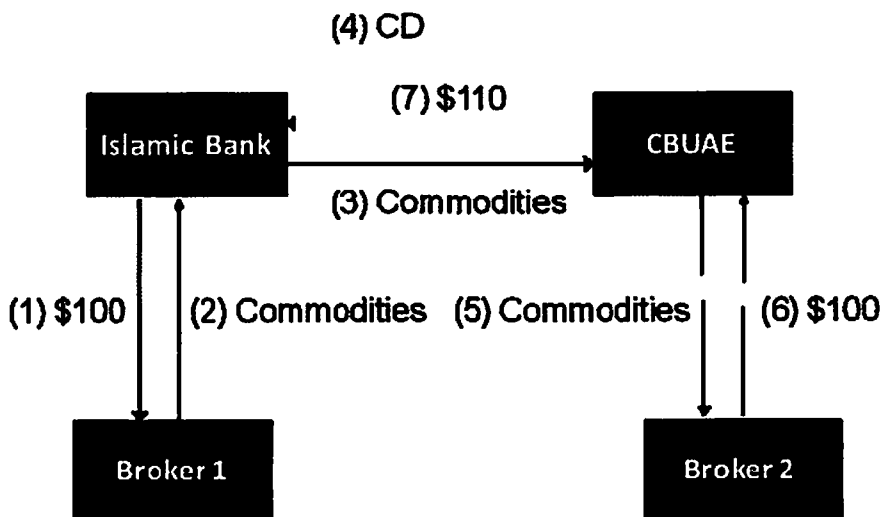 (4) CD
(7) $110
Islamic Bank
CBUAE
(3) Commodities
(1) $100
(2) Commodities
(5) Commodities
(6) $100
Broker 1
Broker 2